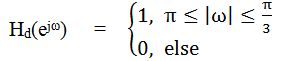 H_d(e^{jω}) = { 1, π ≤ |ω| ≤ π/3
0, else